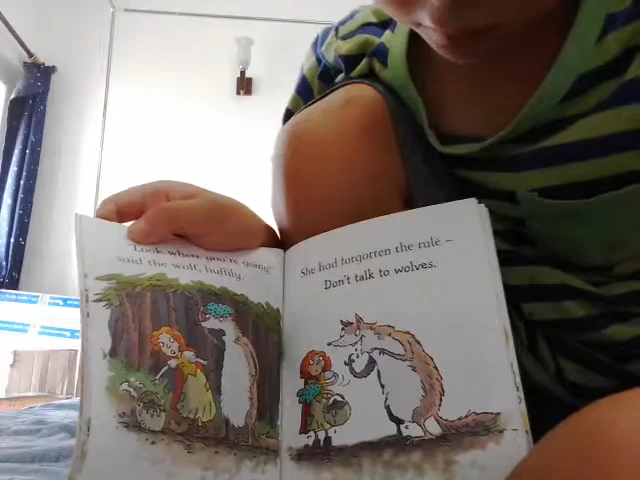 "Look where you're going,"
said the wolf, huffily.
She had forgotten the rule –
Don't talk to wolves.